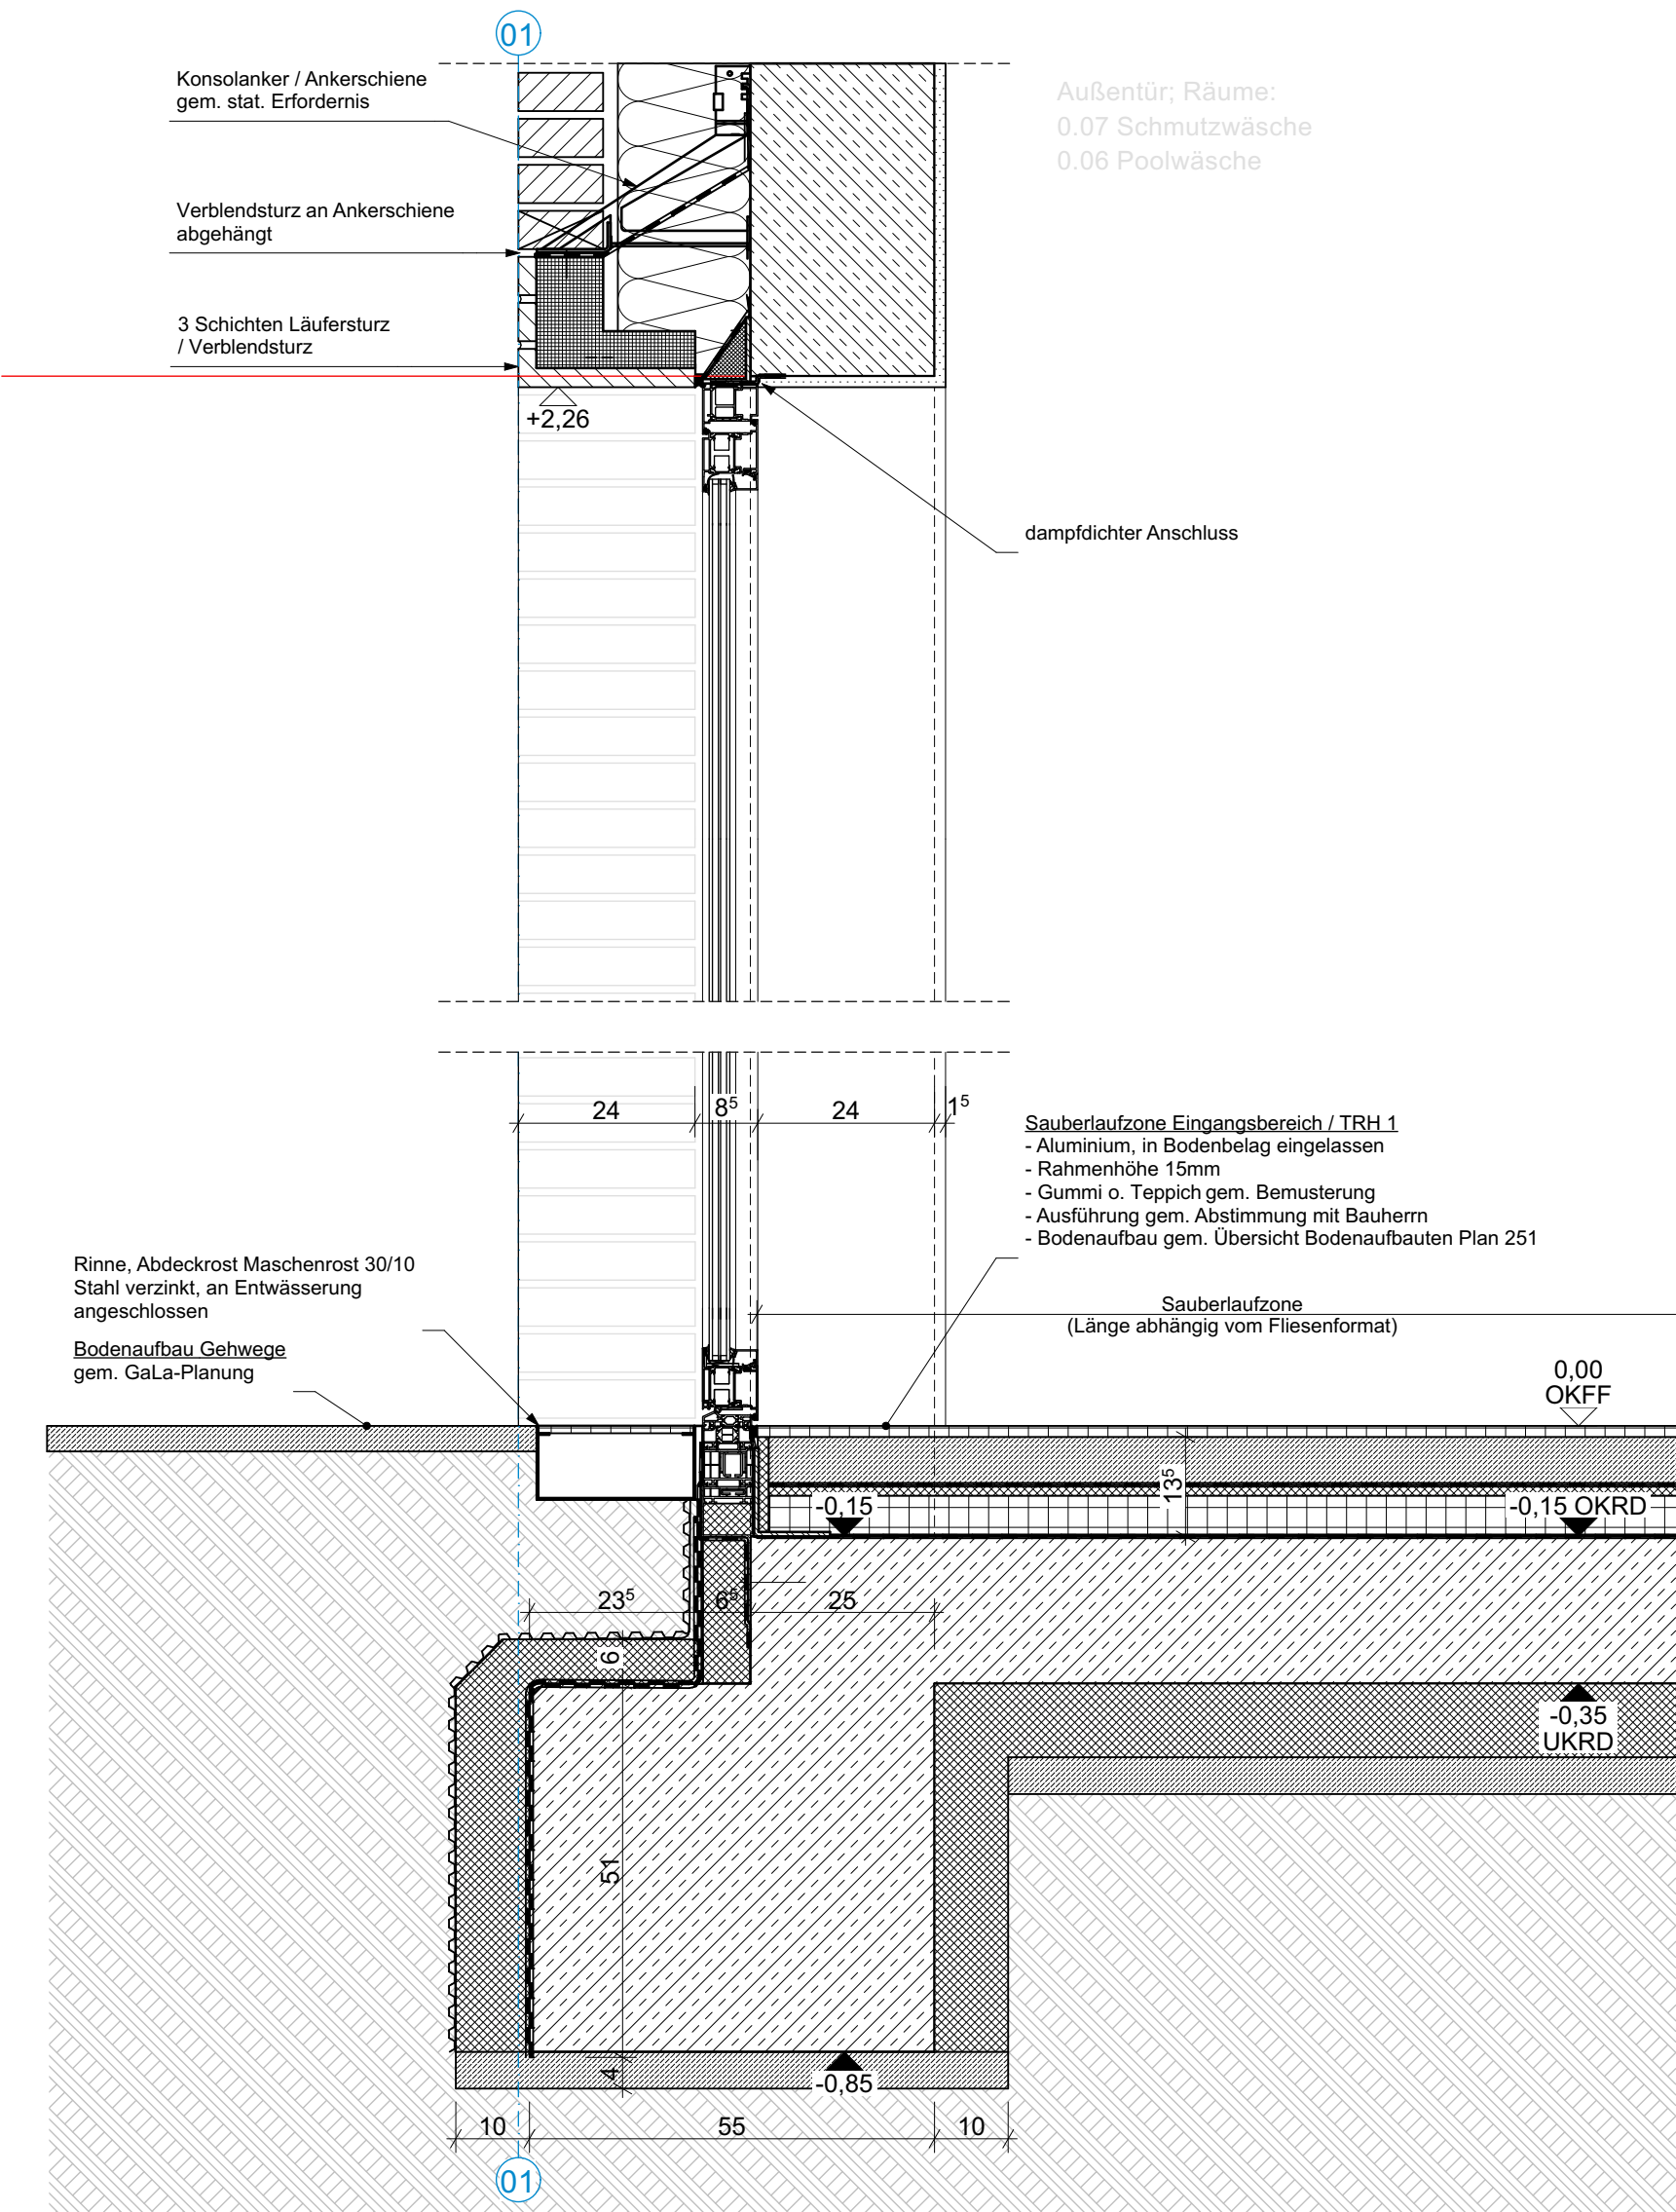 01
Konsolanker / Ankerschiene
gem. stat. Erfordernis
Außentür; Räume:
0.07 Schmutzwäsche
0.06 Poolwäsche
Verblendsturz an Ankerschiene
abgehängt
3 Schichten Läufersturz
/ Verblendsturz
+2,26
dampfdichter Anschluss
24
8⁵
24
1⁵
Sauberlaufzone Eingangsbereich / TRH 1
- Aluminium, in Bodenbelag eingelassen
- Rahmenhöhe 15mm
- Gummi o. Teppich gem. Bemusterung
- Ausführung gem. Abstimmung mit Bauherrn
- Bodenaufbau gem. Übersicht Bodenaufbauten Plan 251
Rinne, Abdeckrost Maschenrost 30/10
Stahl verzinkt, an Entwässerung
angeschlossen
Bodenaufbau Gehwege
gem. GaLa-Planung
Sauberlaufzone
(Länge abhängig vom Fliesenformat)
0,00
OKFF
13⁵
-0,15
-0,15 OKRD
23⁵
6⁵
25
6
-0,35
UKRD
51
4
-0,85
10
55
10
01